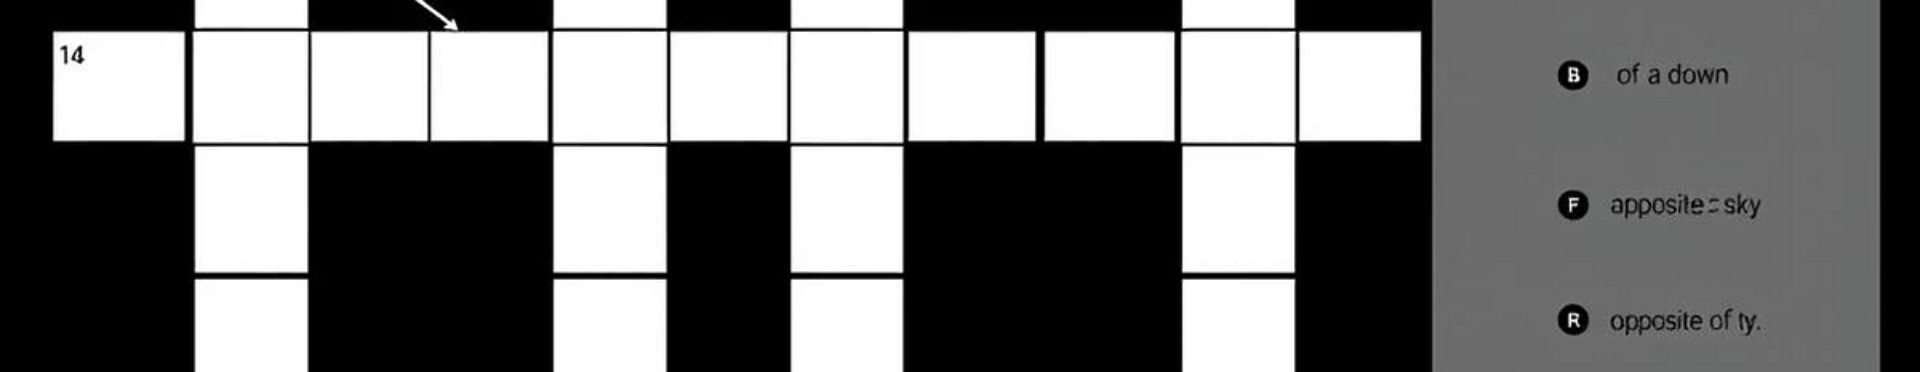 14
B of a down
F apposite = sky
R opposite of ty.